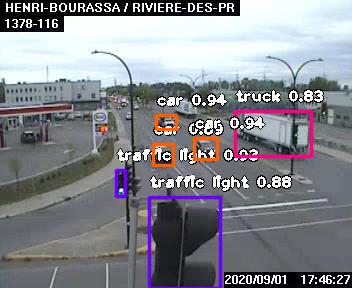 HENRI-BOURASSA / RIVIERE-DES-PR
1378-116
car 0.94
truck 0.83
car 0.89
car 0.94
traffic light 0.93
traffic light 0.88
2020/09/01 17:46:27